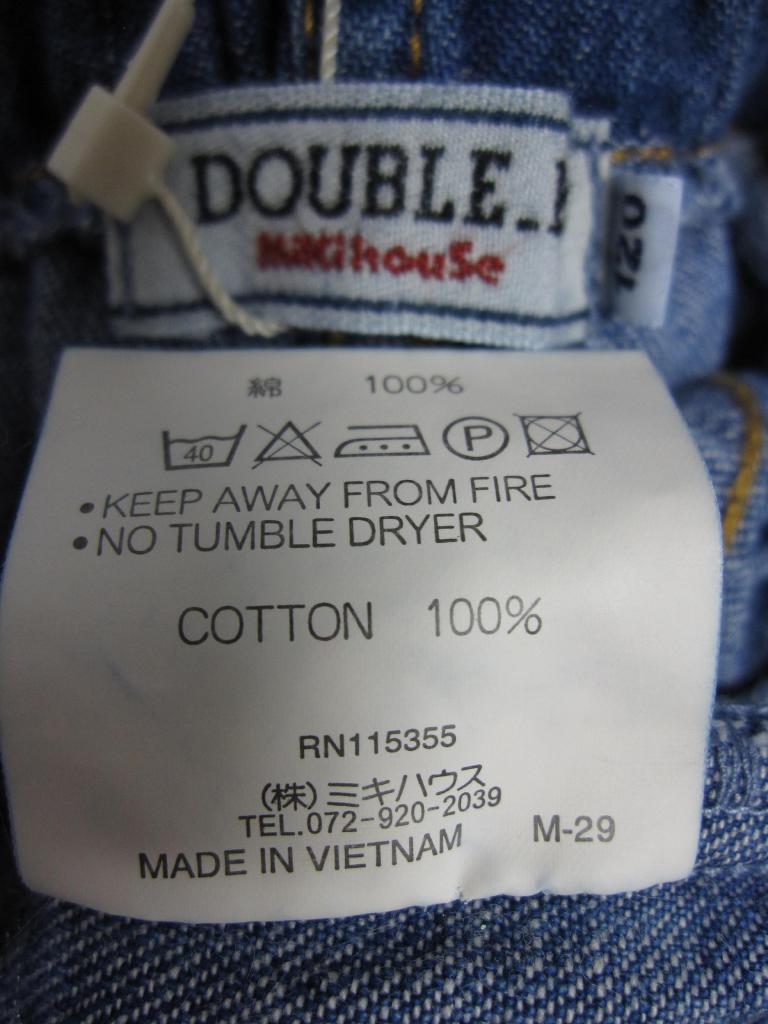 DOUBLE_
mikihouse
120
綿 100%
40 P
•KEEP AWAY FROM FIRE
•NO TUMBLE DRYER
COTTON 100%
RN115355
(株)ミキハウス
TEL.072-920-2039
MADE IN VIETNAM M-29